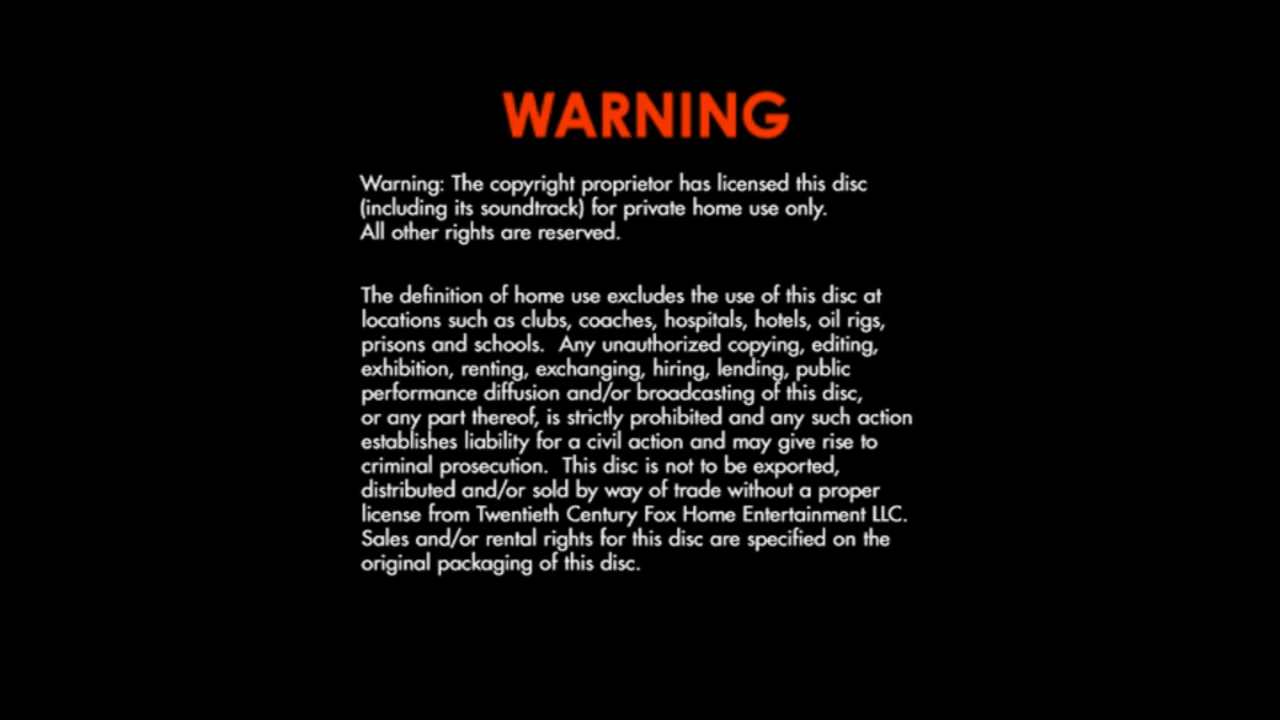 WARNING
Warning: The copyright proprietor has licensed this disc
(including its soundtrack) for private home use only.
All other rights are reserved.
The definition of home use excludes the use of this disc at
locations such as clubs, coaches, hospitals, hotels, oil rigs,
prisons and schools.  Any unauthorized copying, editing,
exhibition, renting, exchanging, hiring, lending, public
performance diffusion and/or broadcasting of this disc,
or any part thereof, is strictly prohibited and any such action
establishes liability for a civil action and may give rise to
criminal prosecution.  This disc is not to be exported,
distributed and/or sold by way of trade without a proper
license from Twentieth Century Fox Home Entertainment LLC.
Sales and/or rental rights for this disc are specified on the
original packaging of this disc.